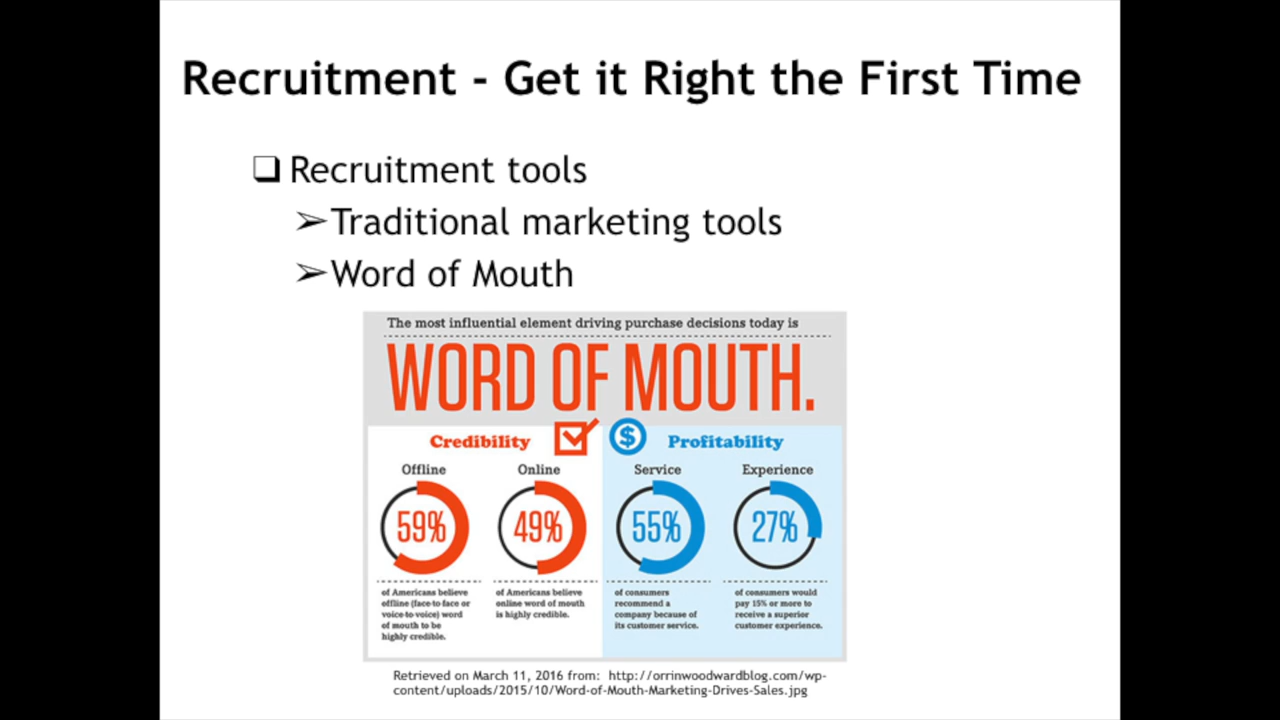 Recruitment - Get it Right the First Time
❑ Recruitment tools
➢Traditional marketing tools
➢Word of Mouth
The most influential element driving purchase decisions today is
WORD OF MOUTH.
Credibility
$
Profitability
Offline
Online
Service
Experience
59%
49%
55%
27%
of Americans believe
offline (face-to-face or
voice-to-voice) word
of mouth to be
highly credible.
of Americans believe
online word of mouth
is highly credible.
of consumers
recommend a
company because of
its customer service.
of consumers would
pay 15% or more to
receive a superior
customer experience.
Retrieved on March 11, 2016 from: http://orrinwoodwardblog.com/wp-
content/uploads/2015/10/Word-of-Mouth-Marketing-Drives-Sales.jpg